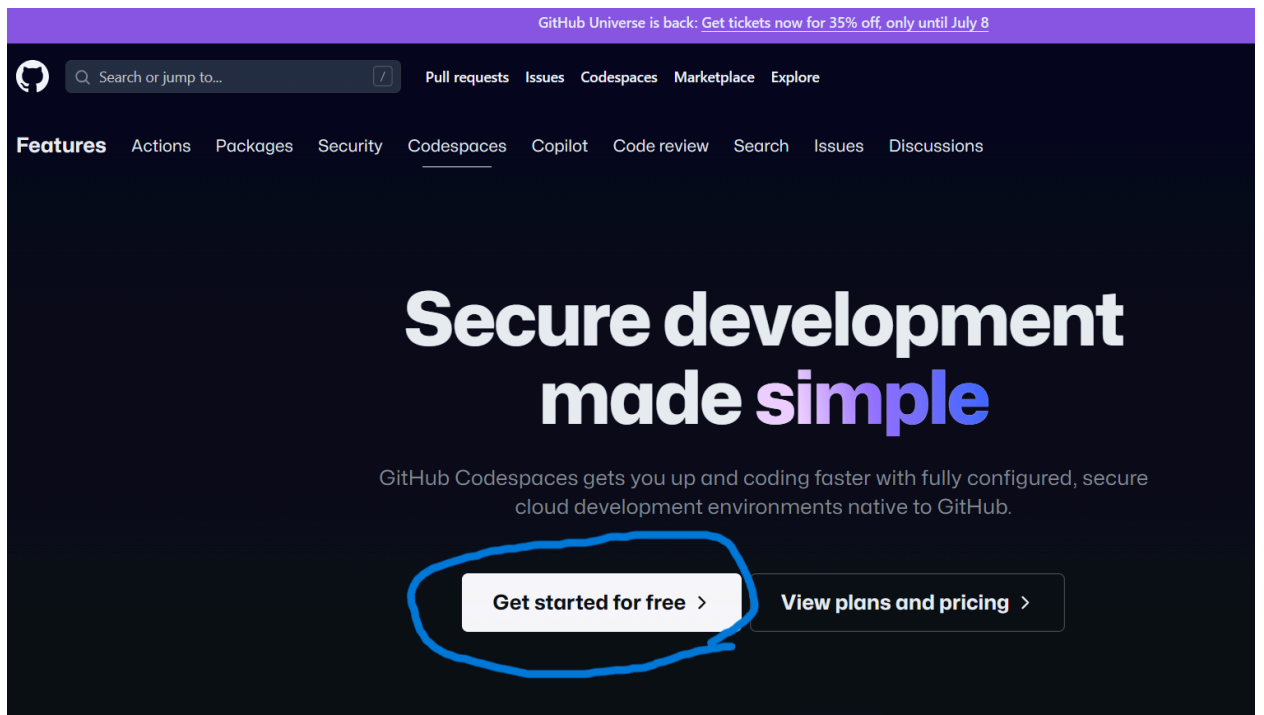 GitHub Universe is back: Get tickets now for 35% off, only until July 8
Search or jump to... /
Pull requests Issues Codespaces Marketplace Explore
Features Actions Packages Security Codespaces Copilot Code review Search Issues Discussions
Secure development
made simple
GitHub Codespaces gets you up and coding faster with fully configured, secure
cloud development environments native to GitHub.
Get started for free >
View plans and pricing >